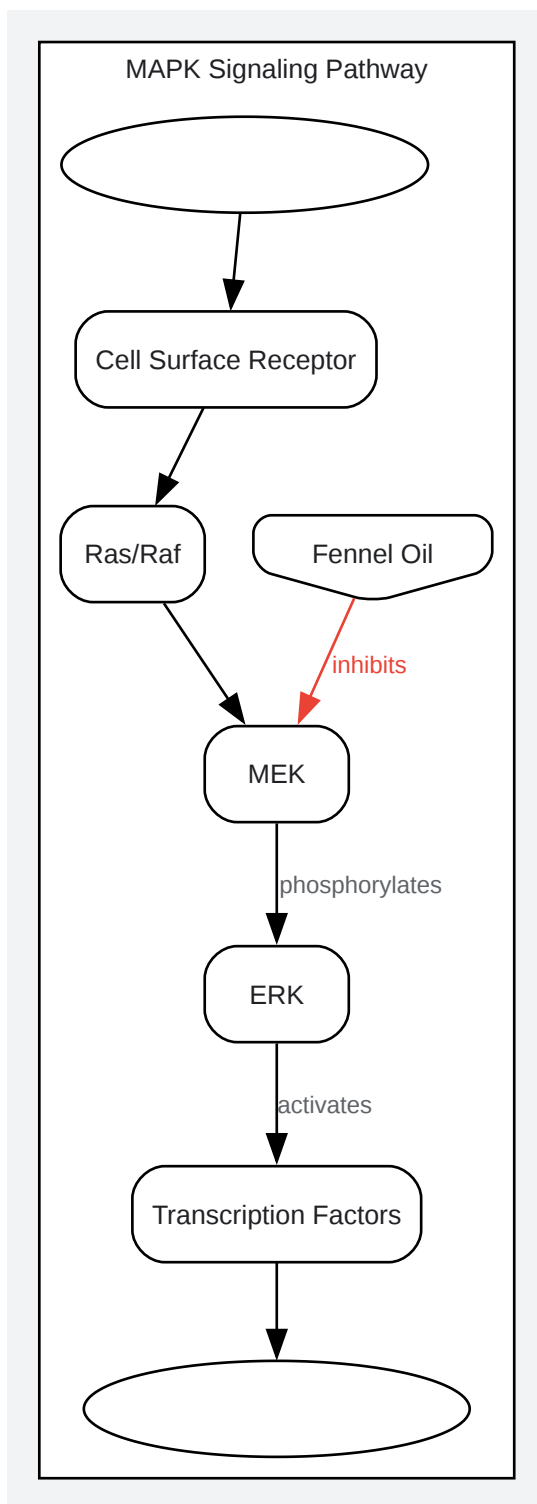 MAPK Signaling Pathway
Cell Surface Receptor
Ras/Raf
Fennel Oil
inhibits
MEK
phosphorylates
ERK
activates
Transcription Factors